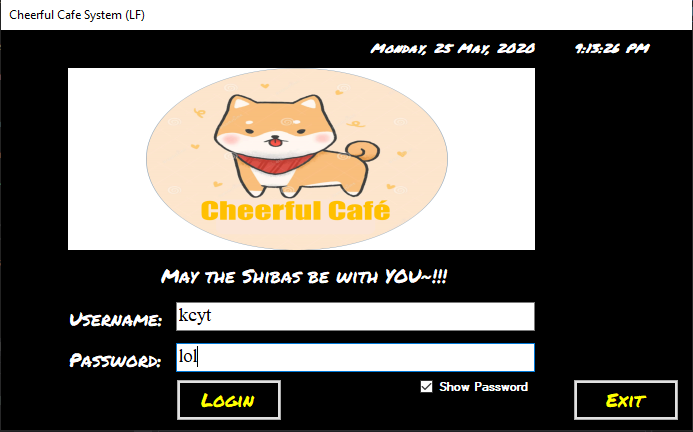 Cheerful Cafe System (LF)
Monday, 25 May, 2020 9:13:26 PM
Cheerful Café
May the Shibas be with YOU~!!!
Username: kcyt
Password: lol
Show Password
Login Exit